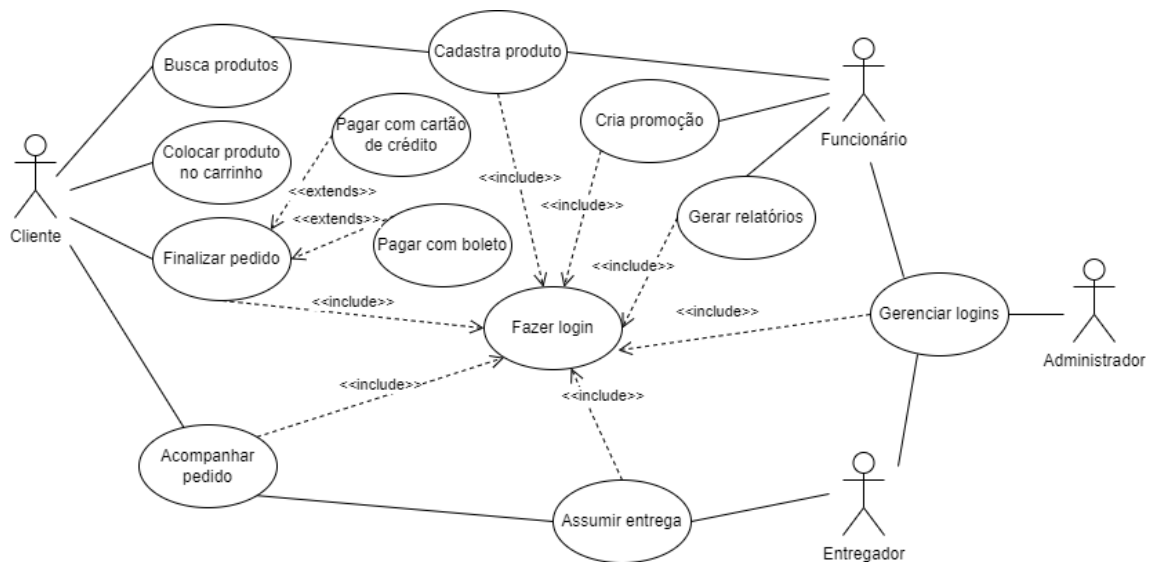 Busca produtos
Cadastra produto
Pagar com cartão
de crédito
Cria promoção
Funcionário
Colocar produto
no carrinho
<<include>>
<<extends>>
<<include>>
Gerar relatórios
<<extends>>
Cliente
Finalizar pedido
Pagar com boleto
<<include>>
<<include>>
Fazer login
<<include>>
Gerenciar logins
Administrador
<<include>>
<<include>>
Acompanhar
pedido
Assumir entrega
Entregador